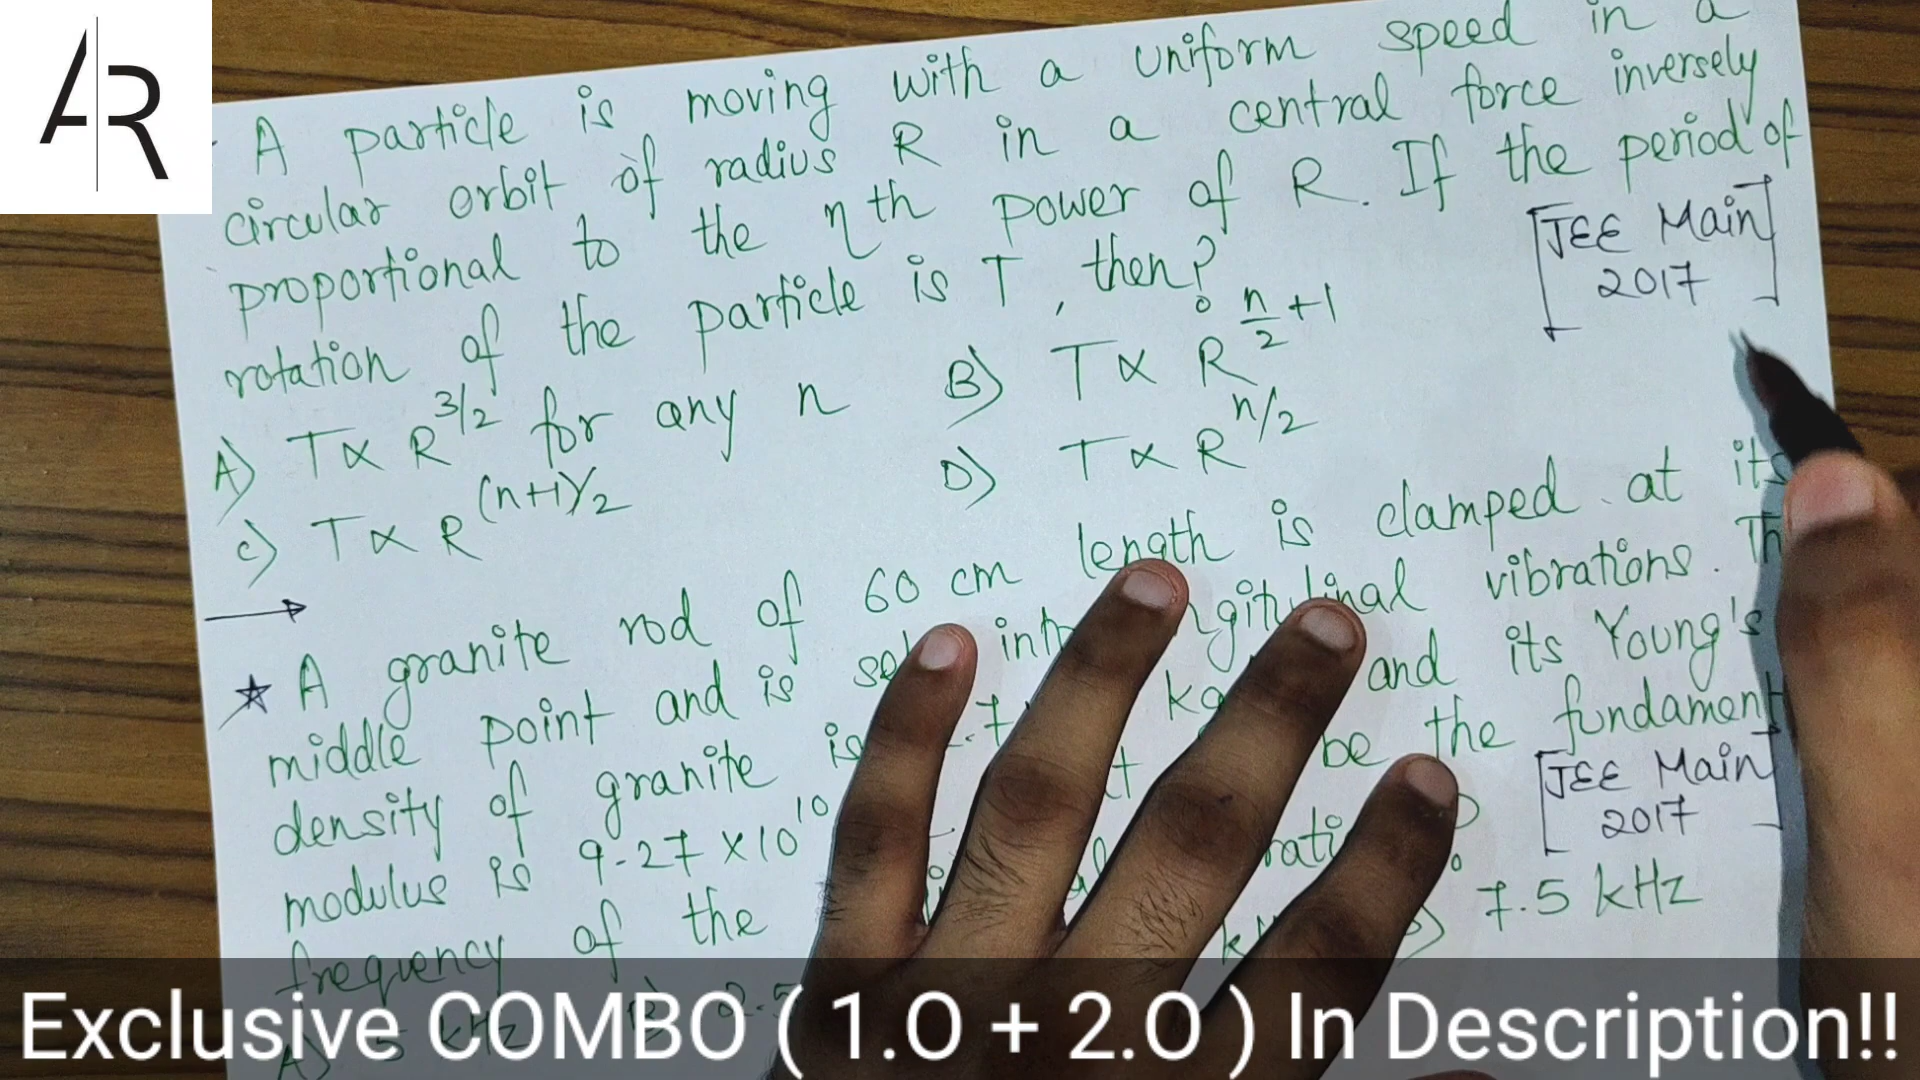 AR
A particle is moving with a uniform speed in a
circular orbit of radius R in a central force inversely
proportional to the nth power of R. If the period of
rotation of the particle is T, then?
[JEE Main
2017]
A) T∝ R^3/2 for any n B) T∝ R^n/2+1
C) T∝ R^(n+1)/2 D) T∝ R^n/2
A granite rod of 60 cm length is clamped at its
middle point and is into vibrations.
density of granite is and its Young's
modulus is 9.27 × 10^10 be the
frequency of the
[JEE Main
2017]
7.5 kHz
Exclusive COMBO ( 1.O + 2.O ) In Description!!